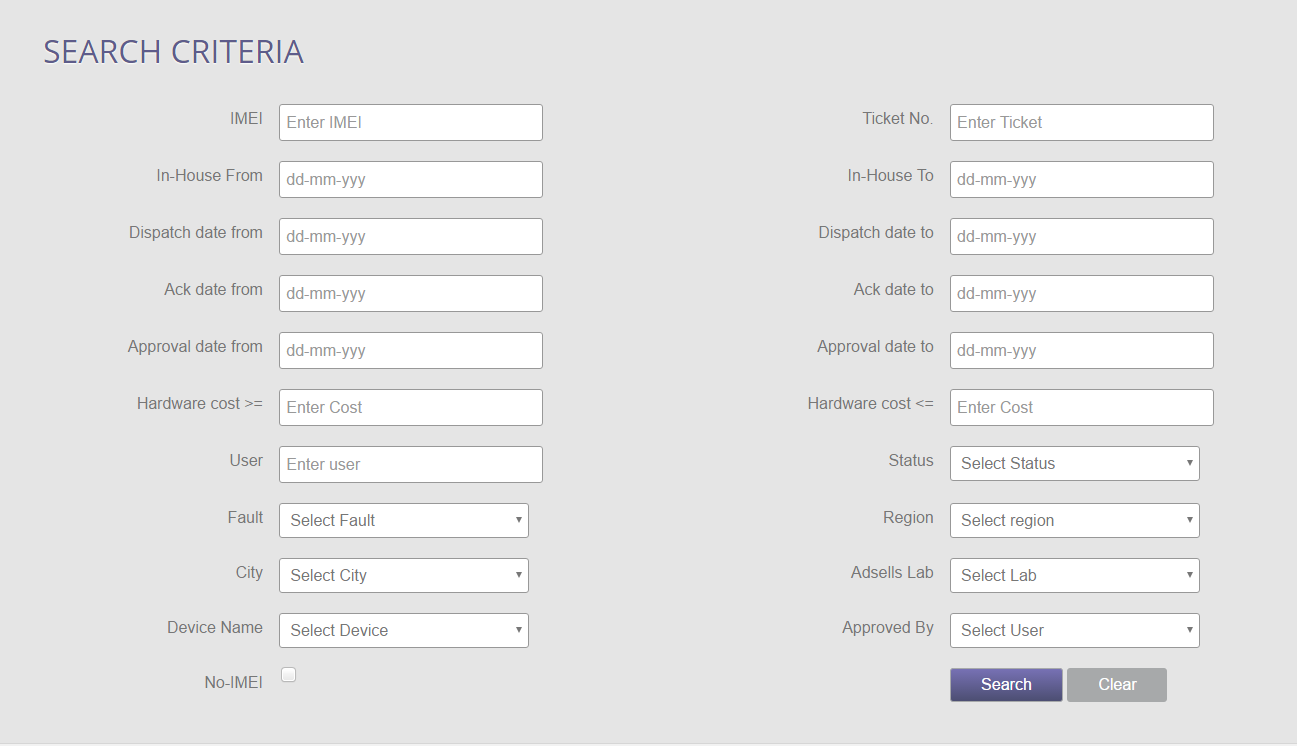 SEARCH CRITERIA
IMEI Enter IMEI Ticket No. Enter Ticket
In-House From dd-mm-yyy In-House To dd-mm-yyy
Dispatch date from dd-mm-yyy Dispatch date to dd-mm-yyy
Ack date from dd-mm-yyy Ack date to dd-mm-yyy
Approval date from dd-mm-yyy Approval date to dd-mm-yyy
Hardware cost >= Enter Cost Hardware cost <= Enter Cost
User Enter user Status Select Status
Fault Select Fault Region Select region
City Select City Adsells Lab Select Lab
Device Name Select Device Approved By Select User
No-IMEI Search Clear